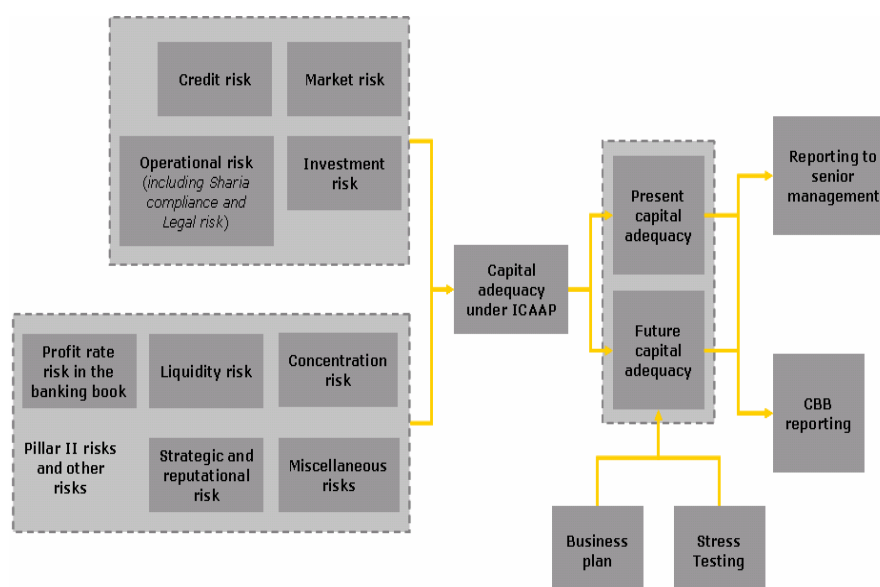 Credit risk
Market risk
Operational risk
(including Sharia
compliance and
Legal risk)
Investment
risk
Profit rate
risk in the
banking book
Liquidity risk
Concentration
risk
Pillar II risks
and other
risks
Strategic and
reputational
risk
Miscellaneous
risks
Capital
adequacy
under ICAAP
Present
capital
adequacy
Future
capital
adequacy
Reporting to
senior
management
CBB
reporting
Business
plan
Stress
Testing